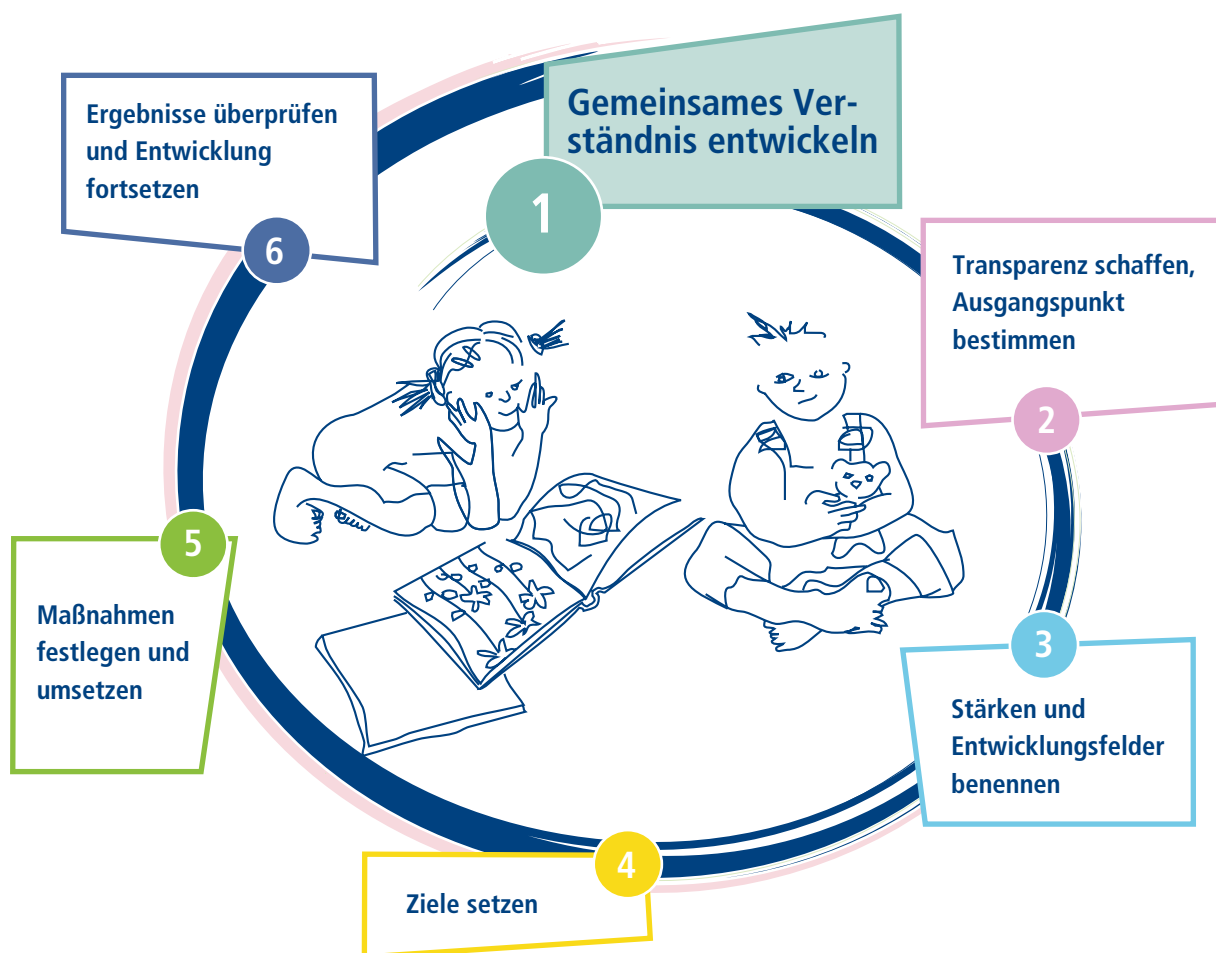 1
Gemeinsames Ver-
ständnis entwickeln
2
Transparenz schaffen,
Ausgangspunkt
bestimmen
3
Stärken und
Entwicklungsfelder
benennen
4
Ziele setzen
5
Maßnahmen
festlegen und
umsetzen
6
Ergebnisse überprüfen
und Entwicklung
fortsetzen